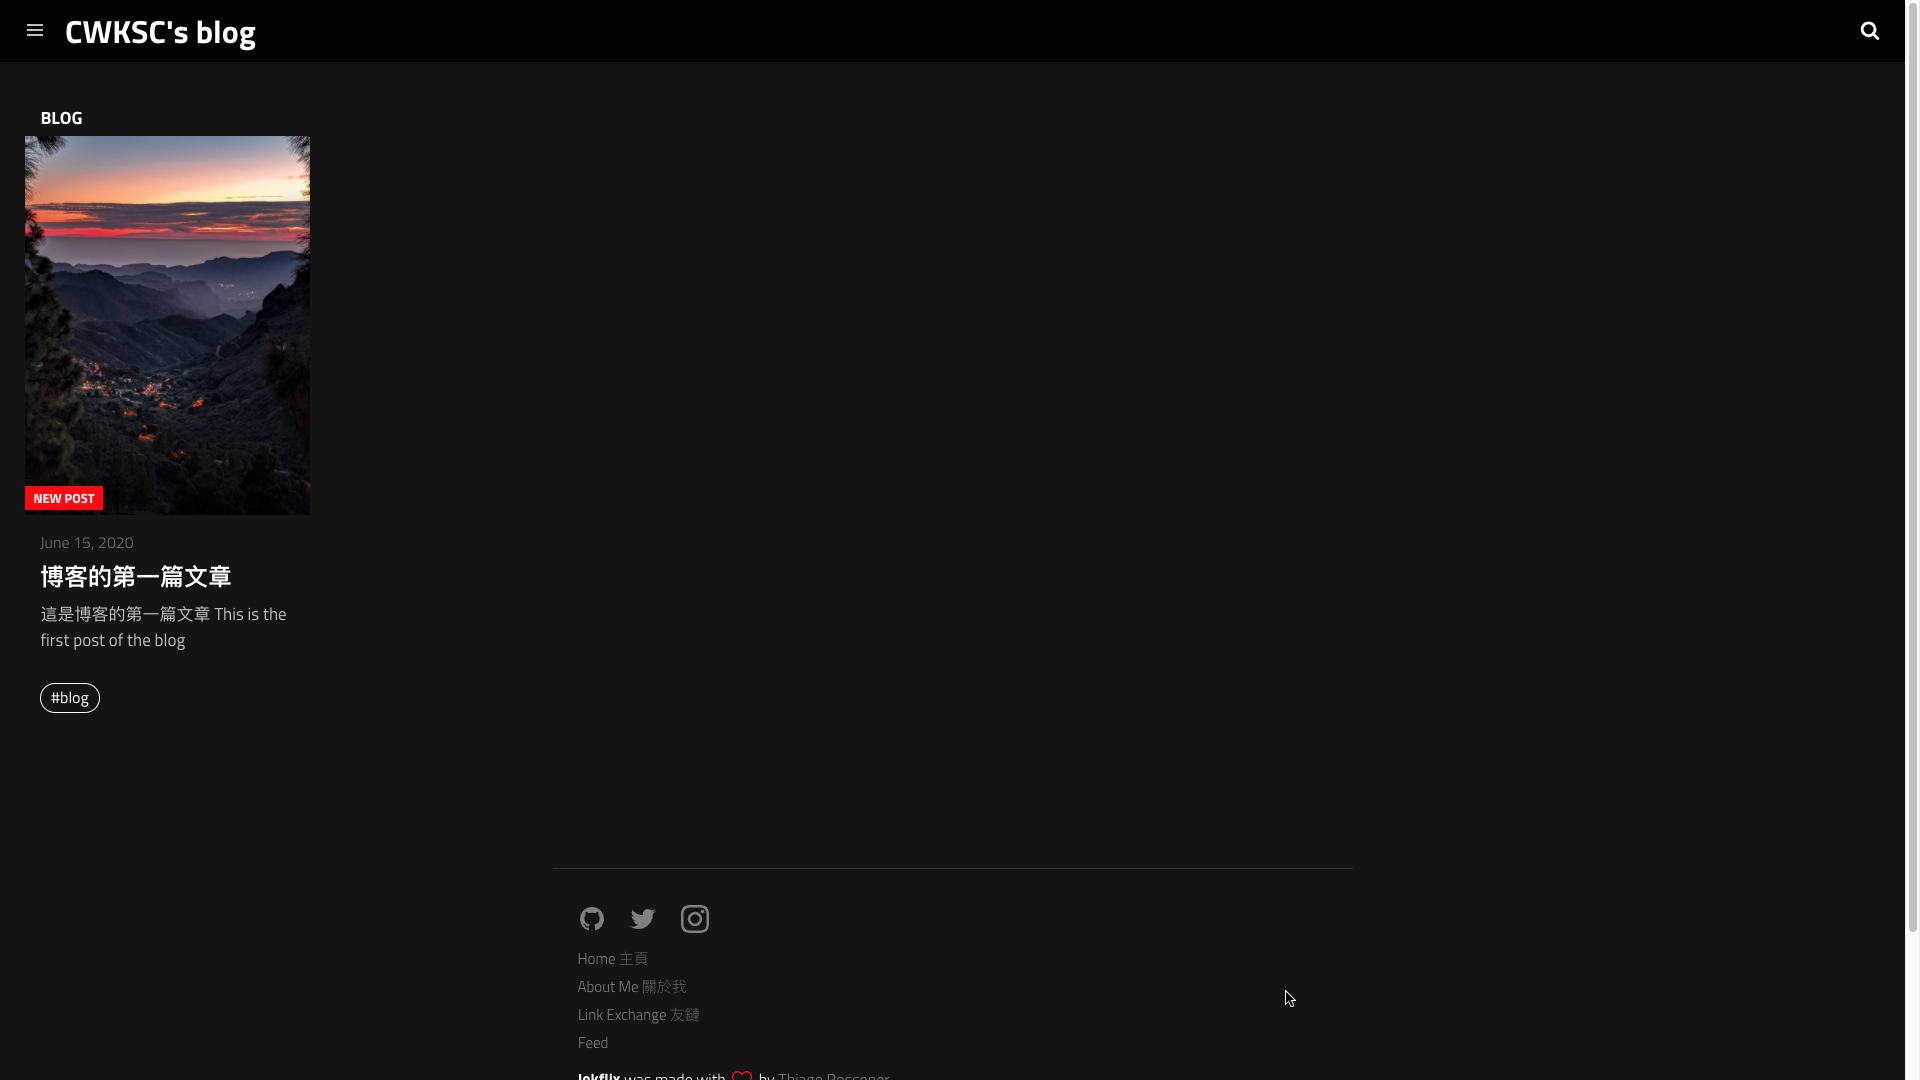 CWKSC's blog
BLOG
NEW POST
June 15, 2020
博客的第一篇文章
這是博客的第一篇文章 This is the
first post of the blog
#blog
Home 主頁
About Me 關於我
Link Exchange 友鏈
Feed
Jekflix was made with by Thiago Rossener